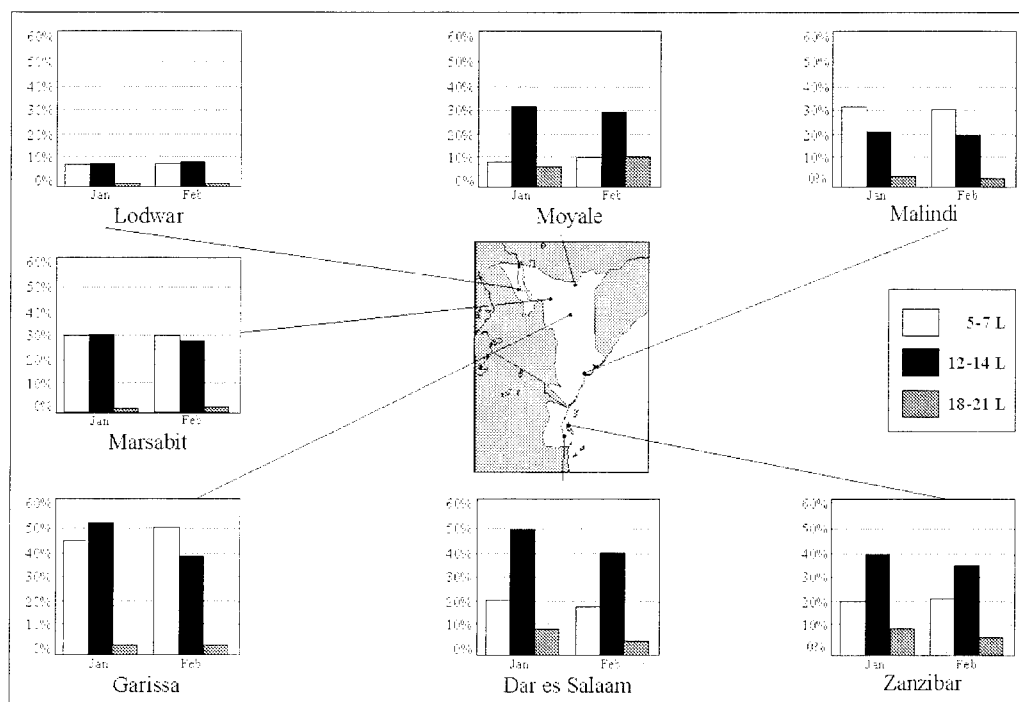 60%
50%
40%
30%
20%
10%
0%
Jan Feb
Lodwar
60%
50%
40%
30%
20%
10%
0%
Jan Feb
Moyale
60%
50%
40%
30%
20%
10%
0%
Jan Feb
Malindi
60%
50%
40%
30%
20%
10%
0%
Jan Feb
Marsabit
5-7 L
12-14 L
18-21 L
60%
50%
40%
30%
20%
10%
0%
Jan Feb
Garissa
60%
50%
40%
30%
20%
10%
0%
Jan Feb
Dar es Salaam
60%
50%
40%
30%
20%
10%
0%
Jan Feb
Zanzibar